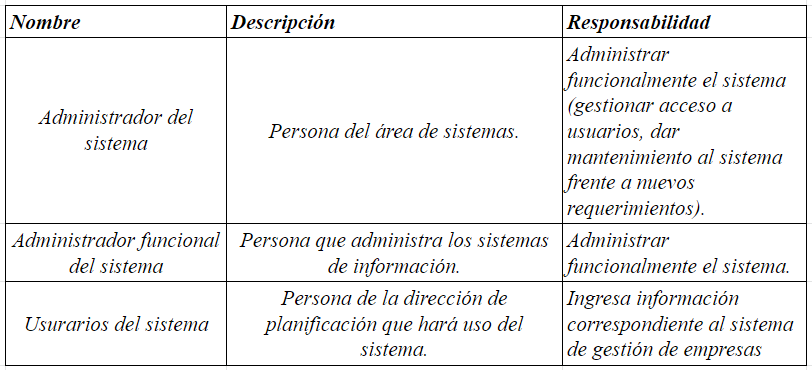 Nombre
Descripción
Responsabilidad
Administrador del
sistema
Persona del área de sistemas.
Administrar
funcionalmente el sistema
(gestionar acceso a
usuarios, dar
mantenimiento al sistema
frente a nuevos
requerimientos).
Administrador funcional
del sistema
Persona que administra los sistemas
de información.
Administrar
funcionalmente el sistema.
Usurarios del sistema
Persona de la dirección de
planificación que hará uso del
sistema.
Ingresa información
correspondiente al sistema
de gestión de empresas